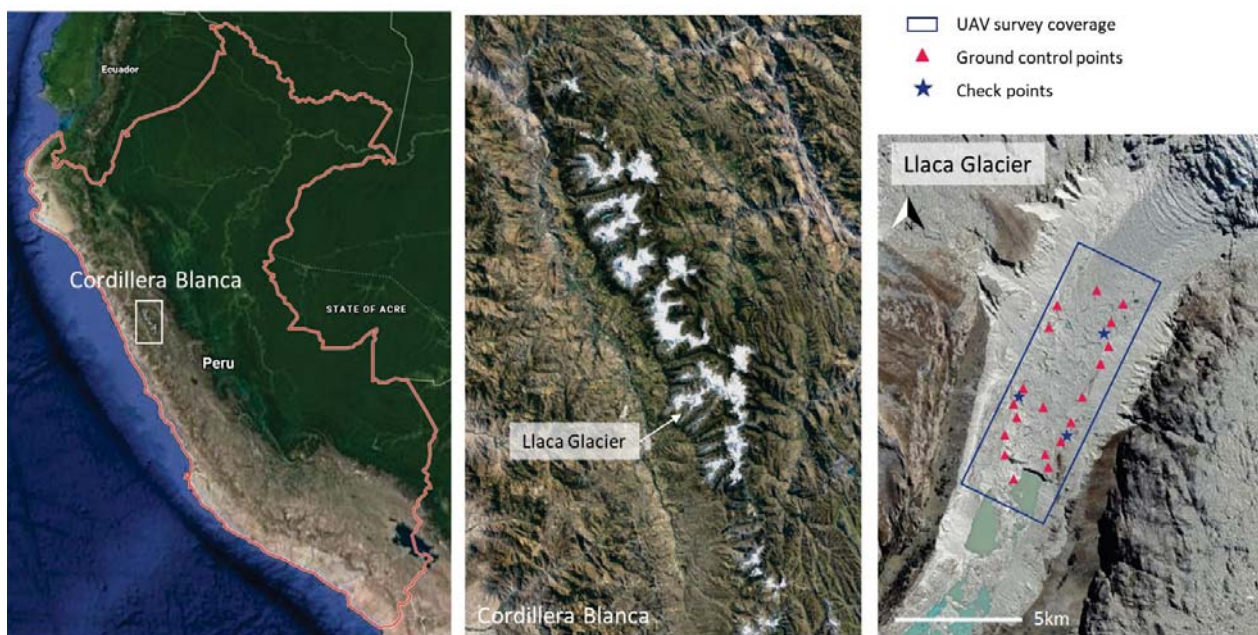 Ecuador
Cordillera Blanca
STATE OF ACRE
Peru
Llaca Glacier
Cordillera Blanca
UAV survey coverage
Ground control points
Check points
Llaca Glacier
N
5km